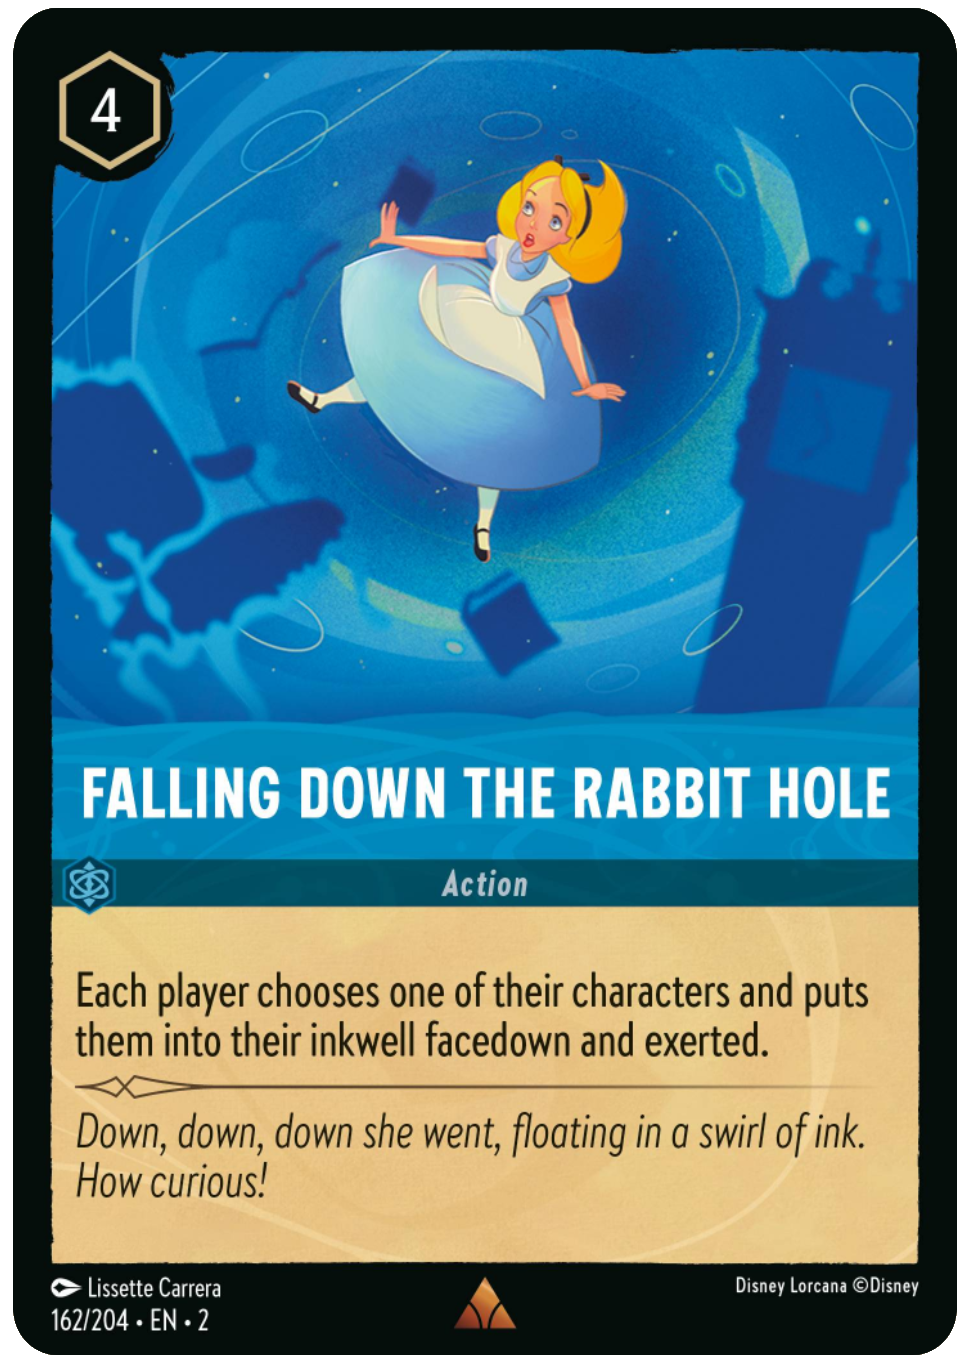 4
FALLING DOWN THE RABBIT HOLE
Action
Each player chooses one of their characters and puts
them into their inkwell facedown and exerted.
Down, down, down she went, floating in a swirl of ink.
How curious!
Lissette Carrera
Disney Lorcana ©Disney
162/204 • EN • 2